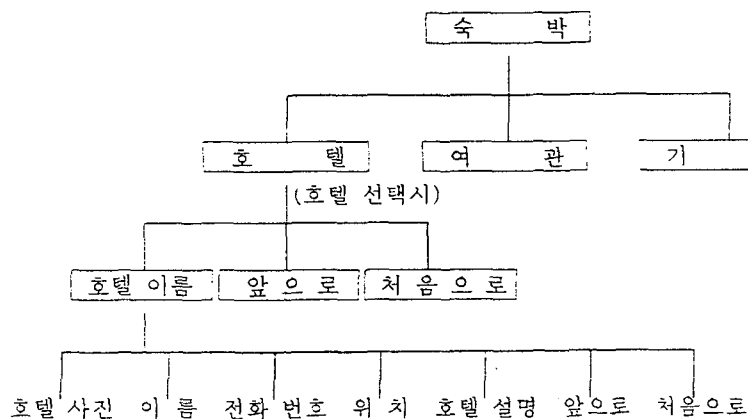 숙 박
호 텔 여 관 기
(호텔 선택시)
호텔 이름 앞 으 로 처 음 으 로
호텔 사진 이 름 전화 번호 위 치 호텔 설명 앞으로 처음으로